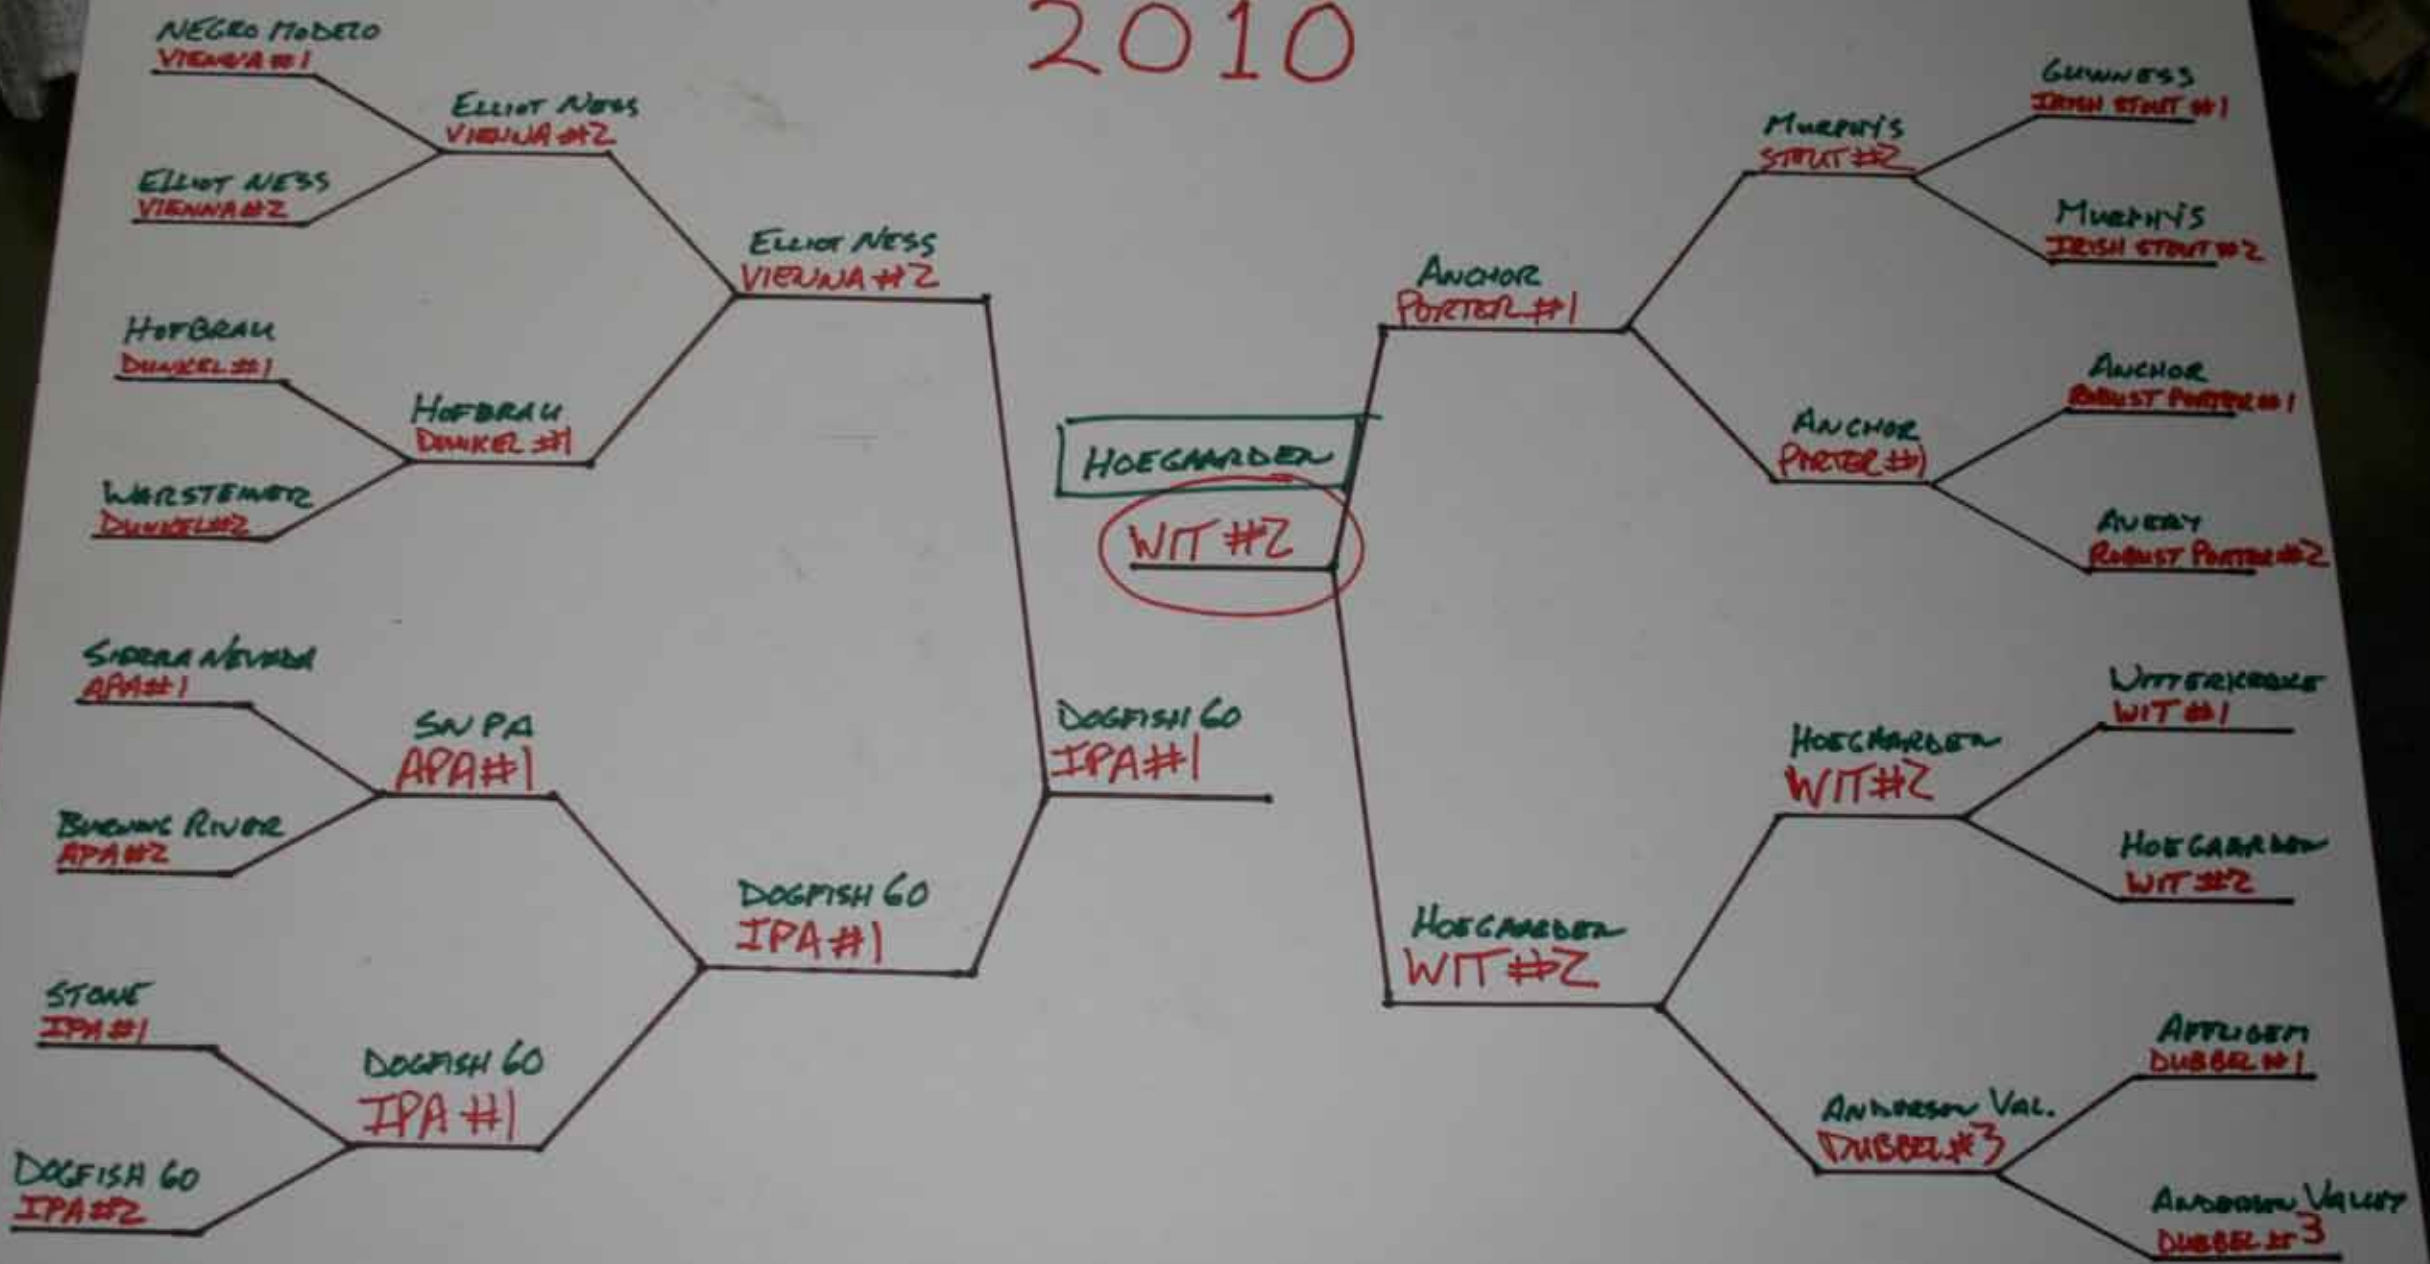 2010
NEGRO MODELO
VIENNA #1
ELLIOT NESS
VIENNA #2
ELLIOT NESS
VIENNA #2
ELLIOT NESS
VIENNA #2
HOFBRAU
DUNKEL #1
HOFBRAU
DUNKEL #1
WARSTEINER
DUNKEL #2
SIERRA NEVADA
APA #1
SNPA
APA #1
BURNING RIVER
APA #2
DOGFISH 60
IPA #1
STONE
IPA #1
DOGFISH 60
IPA #1
DOGFISH 60
IPA #2
DOGFISH 60
IPA #1
HOEGAARDEN
WIT #2
ANCHOR
PORTER #1
MURPHY'S
STOUT #2
GUINNESS
IRISH STOUT #1
MURPHY'S
IRISH STOUT #2
ANCHOR
PORTER #1
ANCHOR
ROBUST PORTER #1
AVERY
ROBUST PORTER #2
HOEGAARDEN
WIT #2
HOEGAARDEN
WIT #2
WITTERKERKE
WIT #1
HOEGAARDEN
WIT #2
ANDERSON VAL.
DUBBEL #3
AFFLIGEM
DUBBEL #1
ANDERSON VALLEY
DUBBEL #3